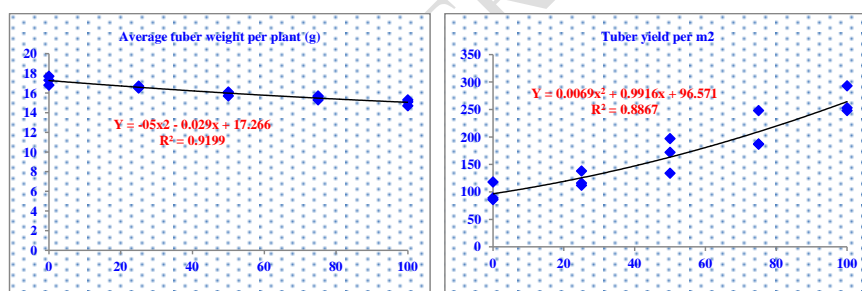 Average tuber weight per plant (g)
20
18
16
14
12
10
8
6
4
2
0
Y = -05x2 - 0.029x + 17.266
R² = 0.9199
0 20 40 60 80 100
Tuber yield per m2
350
300
250
200
150
100
50
0
Y = 0.0069x² + 0.9916x + 96.571
R² = 0.8867
0 20 40 60 80 100